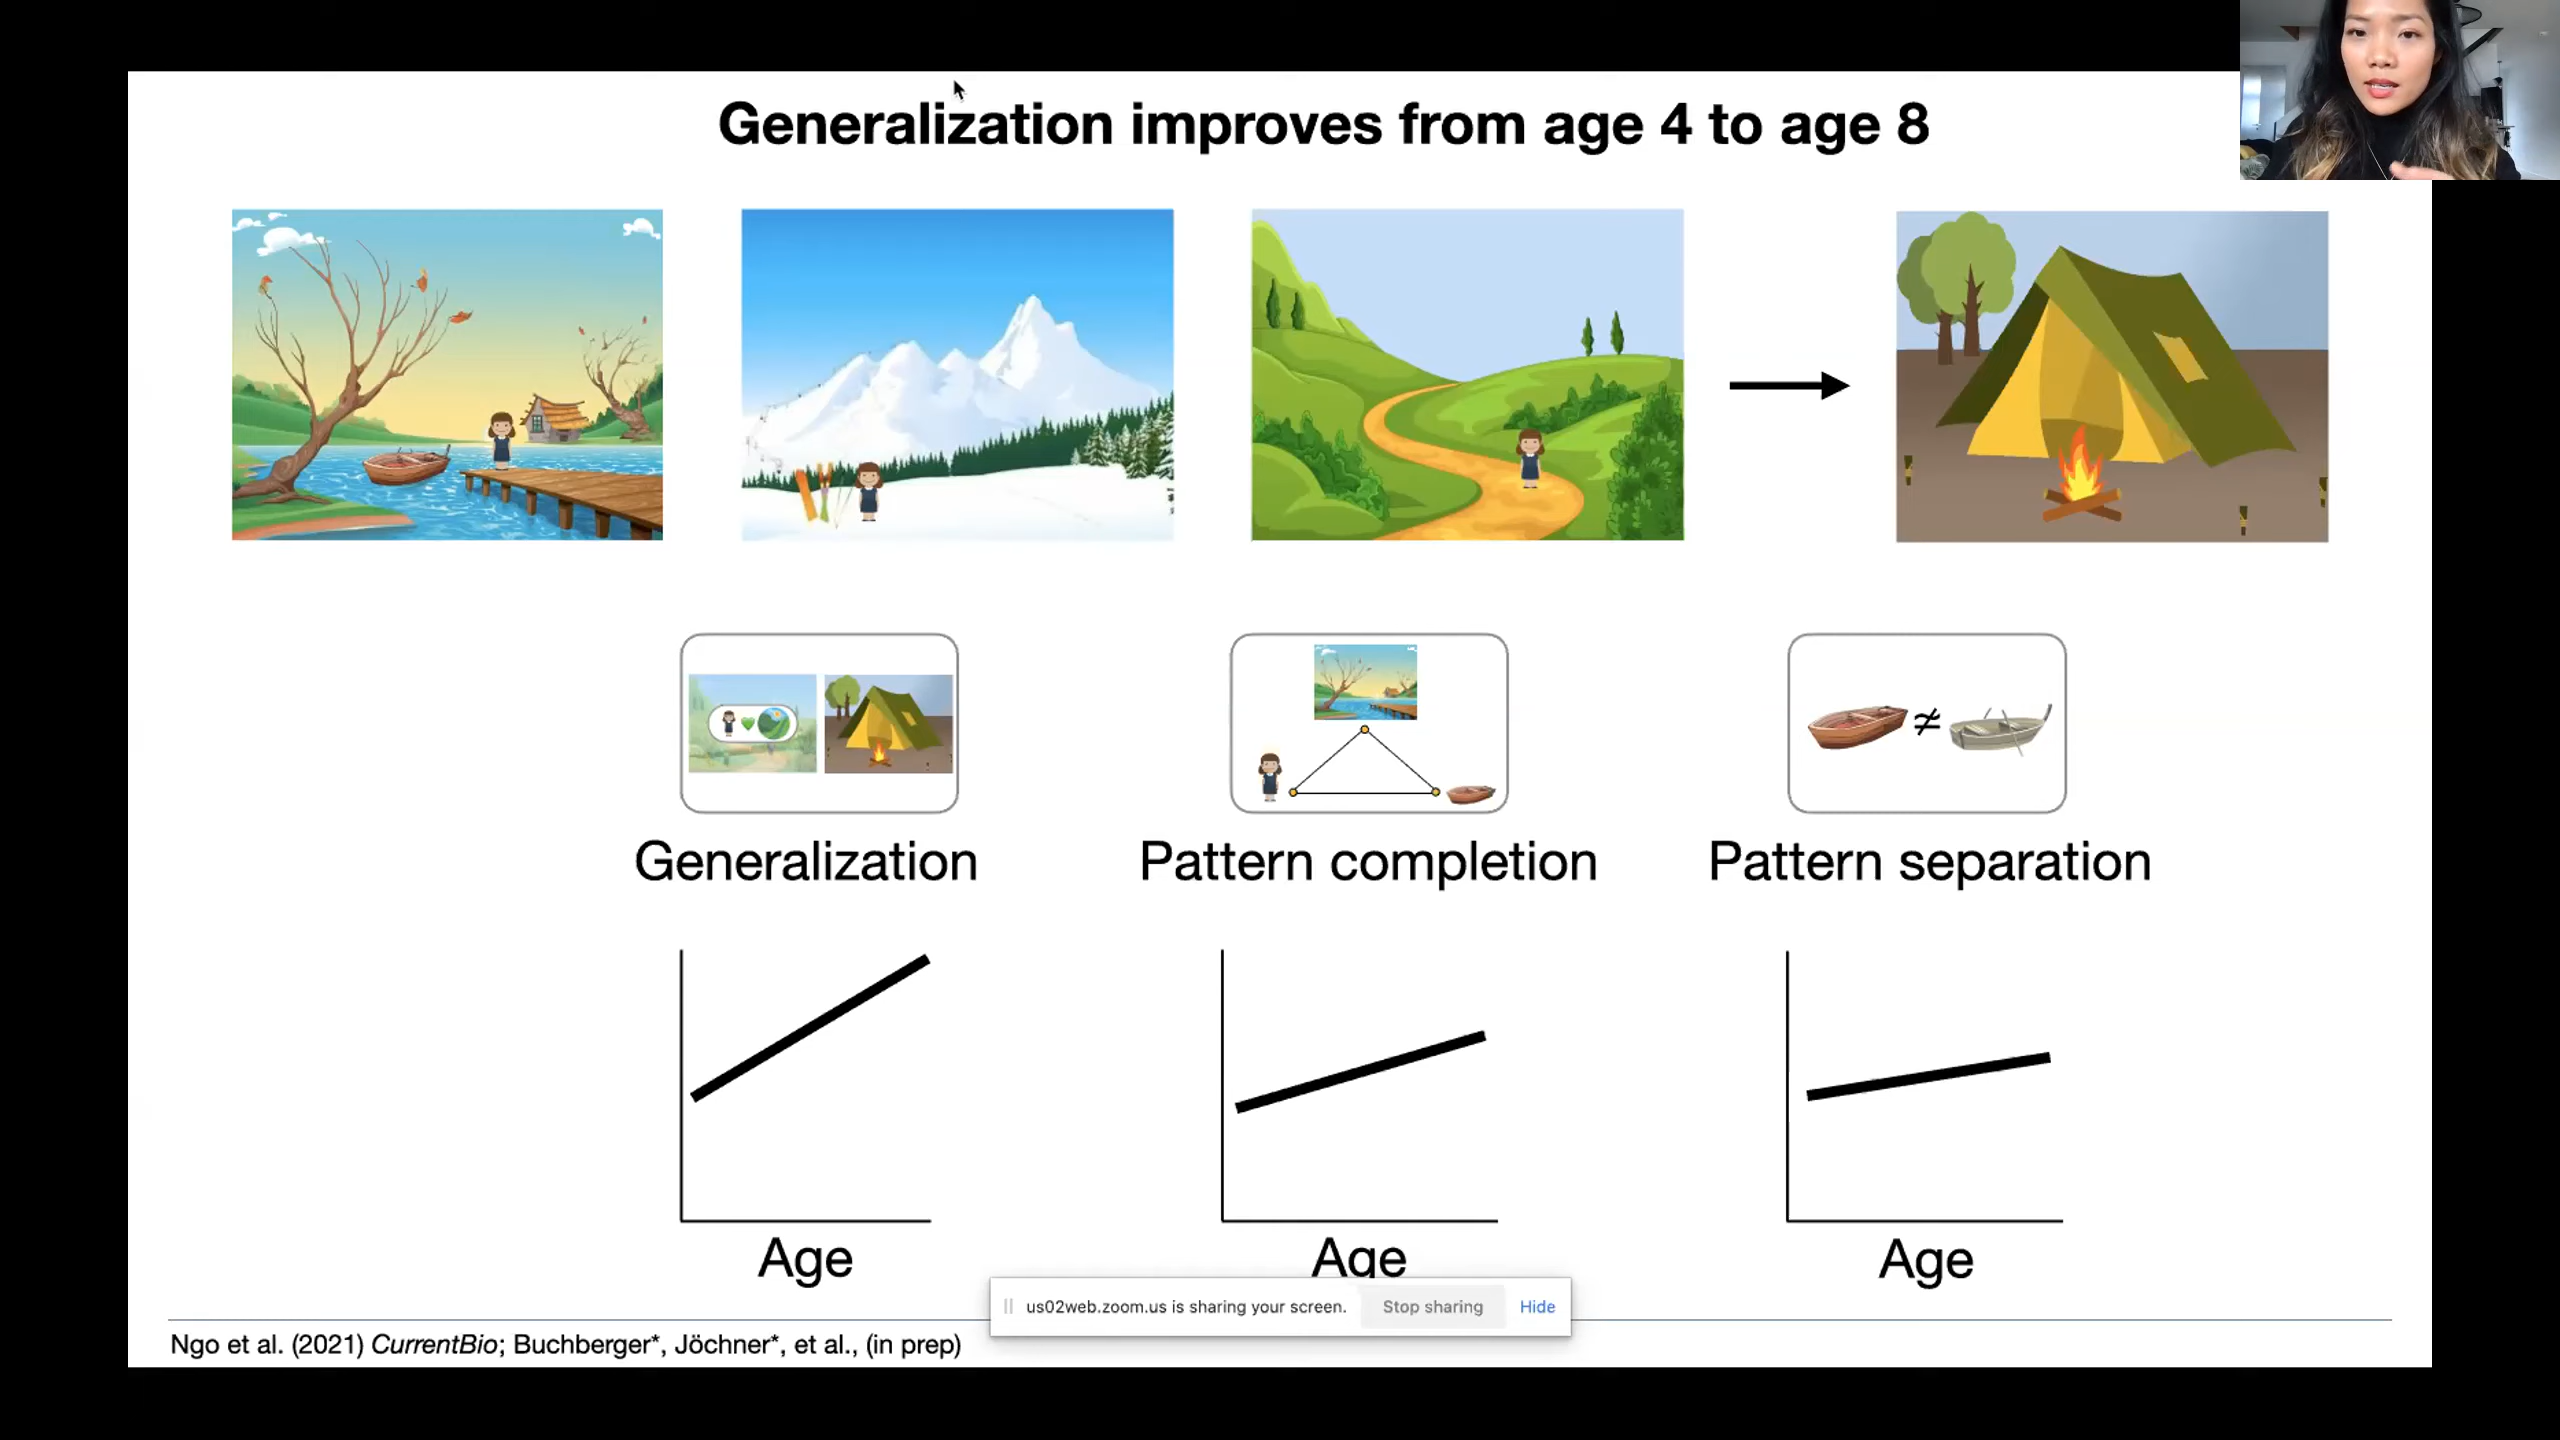 Generalization improves from age 4 to age 8
≠
Generalization
Pattern completion
Pattern separation
Age
Age
Age
us02web.zoom.us is sharing your screen.
Stop sharing
Hide
Ngo et al. (2021) CurrentBio; Buchberger*, Jöchner*, et al., (in prep)